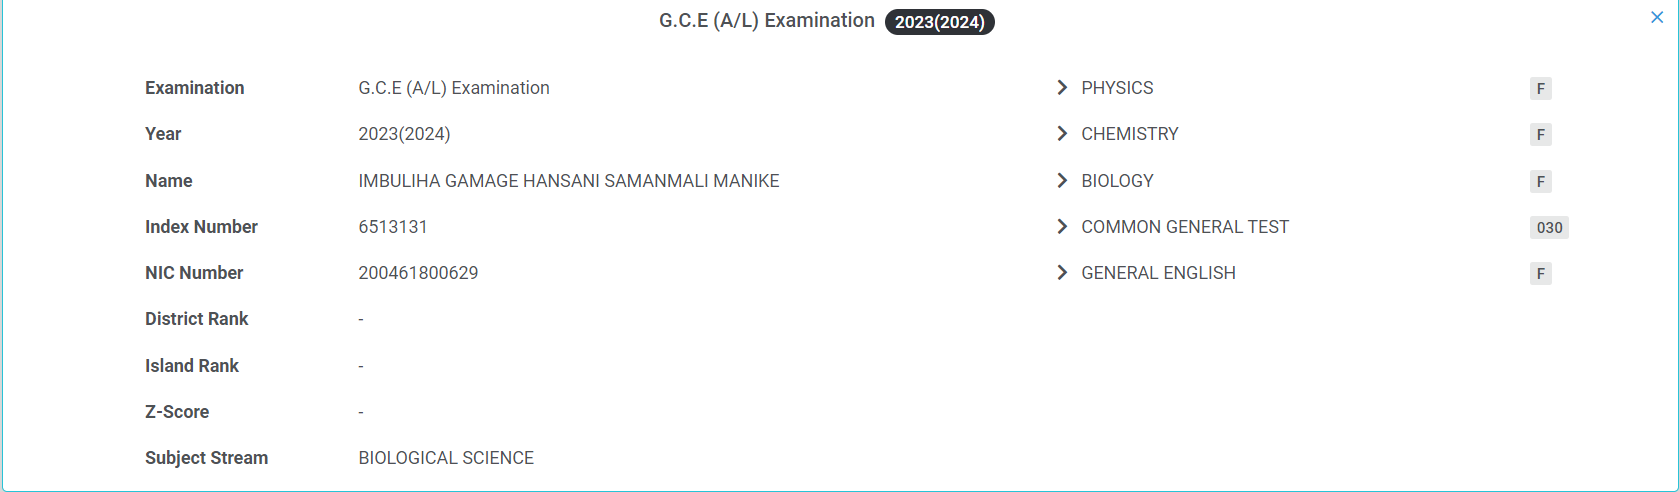 G.C.E (A/L) Examination 2023(2024)
Examination G.C.E (A/L) Examination
Year 2023(2024)
Name IMBULIHA GAMAGE HANSANI SAMANMALI MANIKE
Index Number 6513131
NIC Number 200461800629
District Rank -
Island Rank -
Z-Score -
Subject Stream BIOLOGICAL SCIENCE
PHYSICS F
CHEMISTRY F
BIOLOGY F
COMMON GENERAL TEST 030
GENERAL ENGLISH F